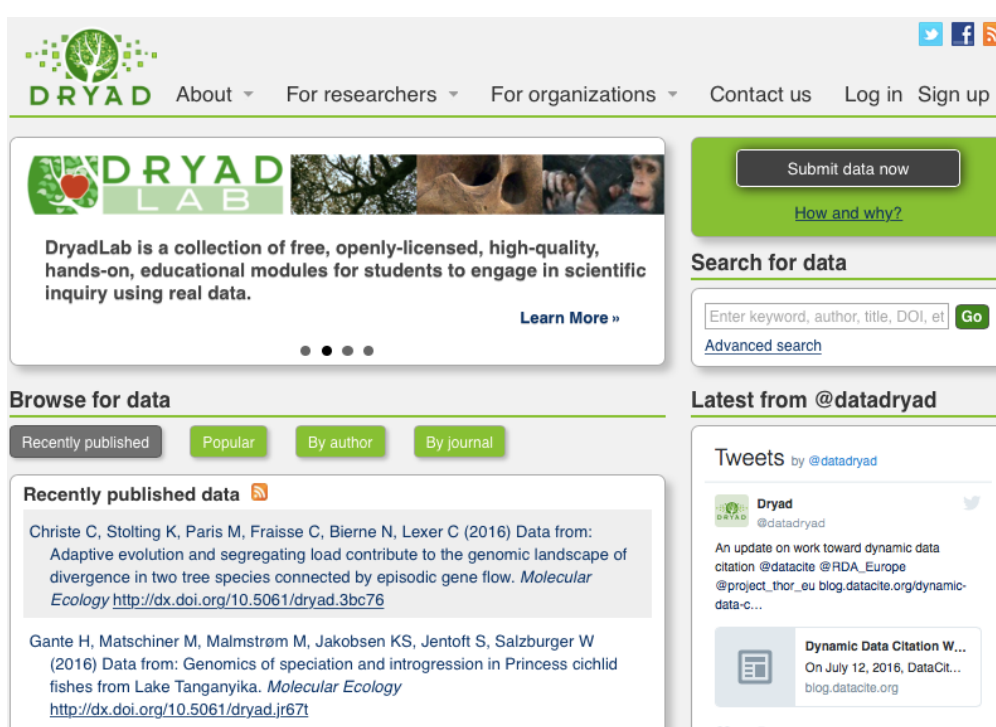 DRYAD
About
For researchers
For organizations
Contact us
Log in
Sign up
DRYAD
LAB
DryadLab is a collection of free, openly-licensed, high-quality,
hands-on, educational modules for students to engage in scientific
inquiry using real data.
Learn More »
Submit data now
How and why?
Search for data
Enter keyword, author, title, DOI, et
Go
Advanced search
Browse for data
Recently published
Popular
By author
By journal
Recently published data
Christe C, Stolting K, Paris M, Fraisse C, Bierne N, Lexer C (2016) Data from:
Adaptive evolution and segregating load contribute to the genomic landscape of
divergence in two tree species connected by episodic gene flow. Molecular
Ecology http://dx.doi.org/10.5061/dryad.3bc76
Gante H, Matschiner M, Malmstrøm M, Jakobsen KS, Jentoft S, Salzburger W
(2016) Data from: Genomics of speciation and introgression in Princess cichlid
fishes from Lake Tanganyika. Molecular Ecology
http://dx.doi.org/10.5061/dryad.jr67t
Latest from @datadryad
Tweets by @datadryad
DRYAD
Dryad
@datadryad
An update on work toward dynamic data
citation @datacite @RDA_Europe
@project_thor_eu blog.datacite.org/dynamic-
data-c...
Dynamic Data Citation W...
On July 12, 2016, DataCit...
blog.datacite.org